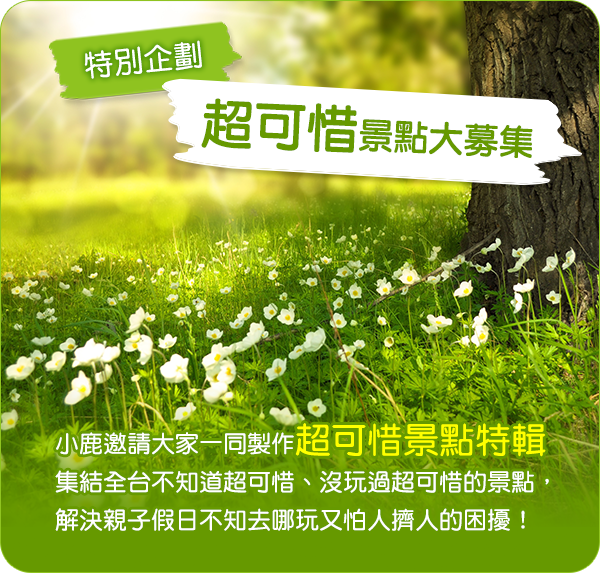 特別企劃
超可惜景點大募集
小鹿邀請大家一同製作超可惜景點特輯
集結全台不知道超可惜、沒玩過超可惜的景點，
解決親子假日不知去哪玩又怕人擠人的困擾！